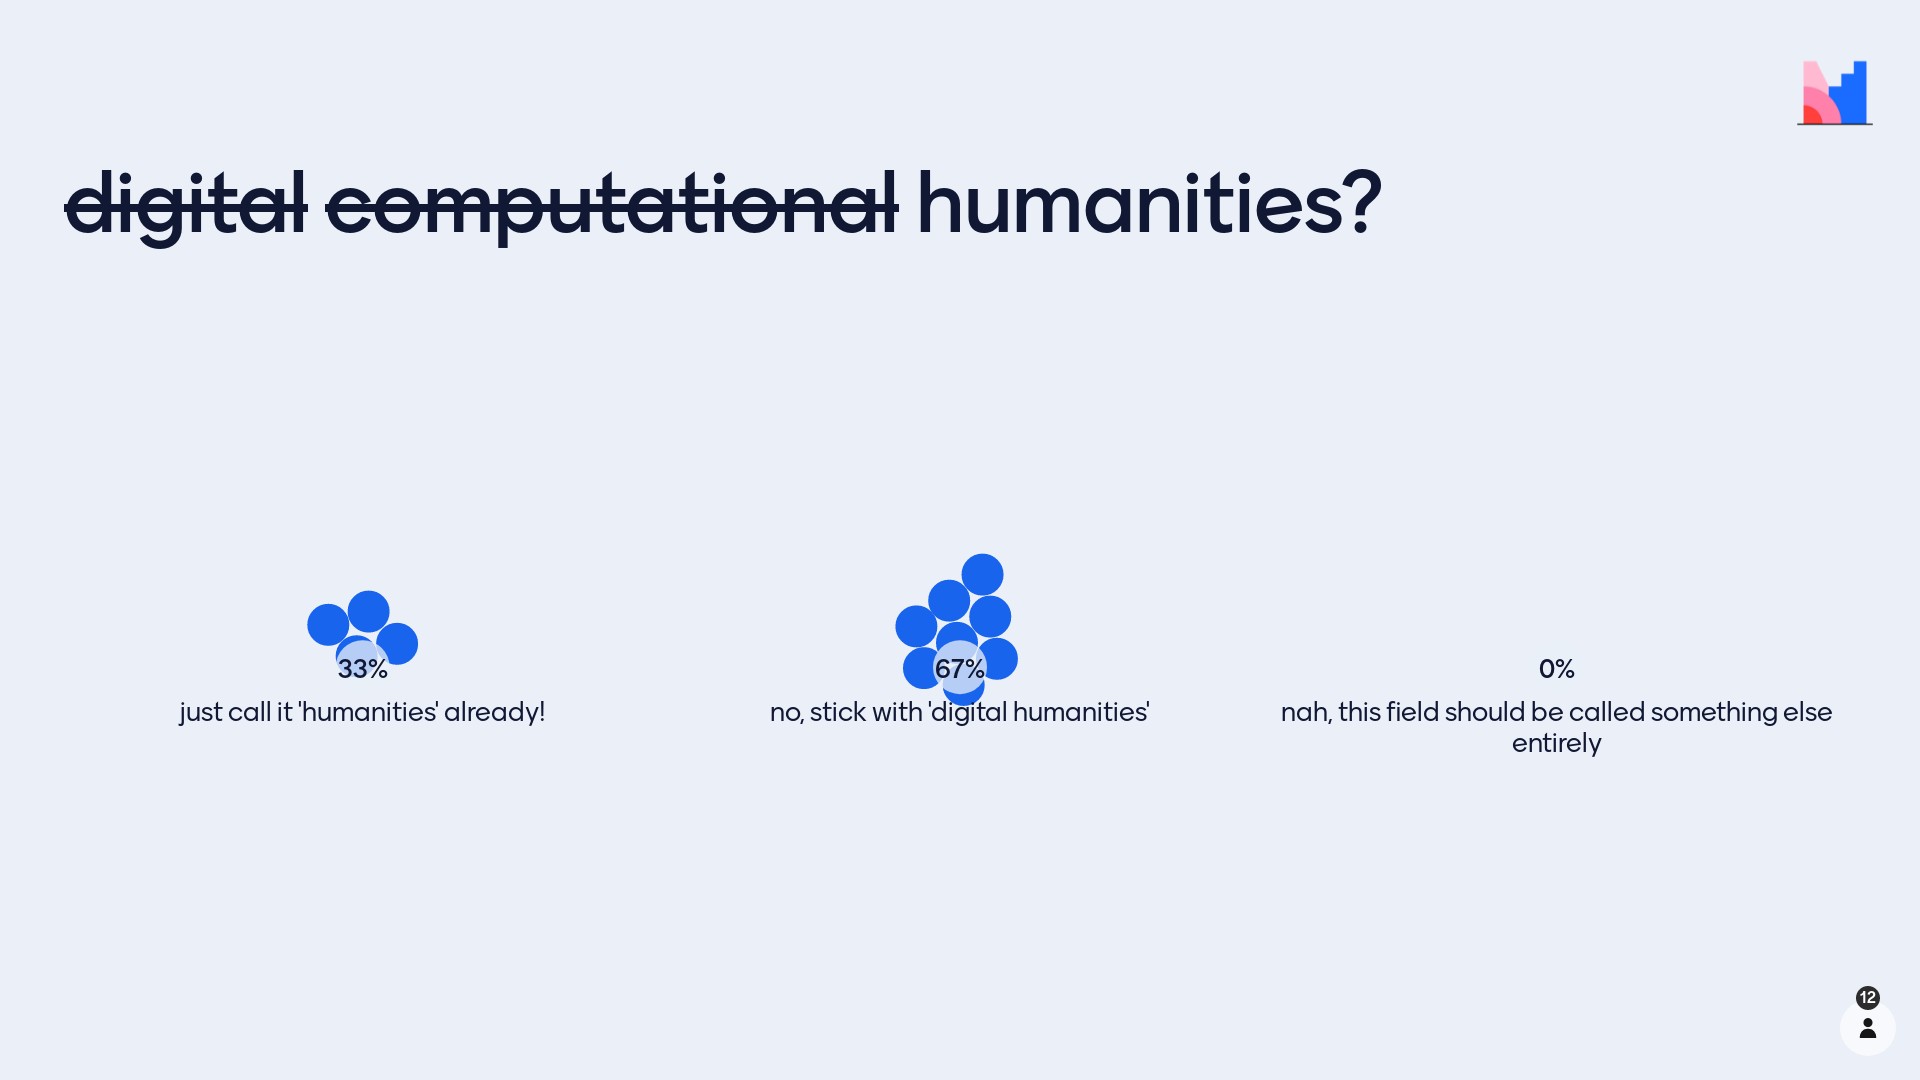 digital computational humanities?
33%
just call it 'humanities' already!
67%
no, stick with 'digital humanities'
0%
nah, this field should be called something else
entirely
12